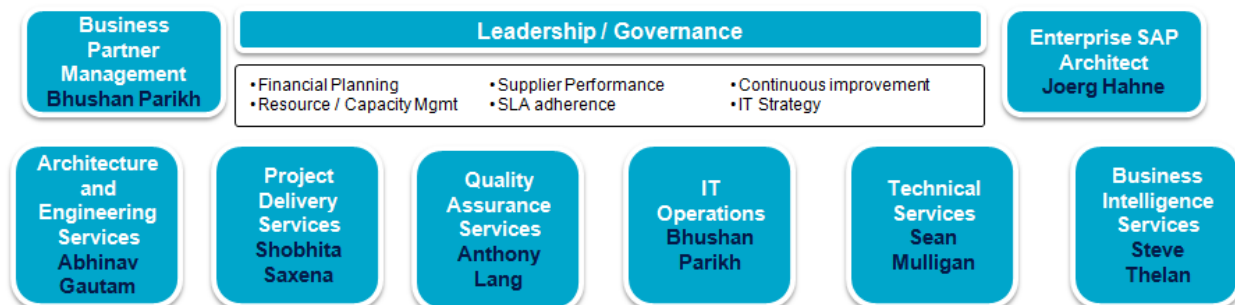 Business
Partner
Management
Bhushan Parikh
Leadership / Governance
•Financial Planning
•Resource / Capacity Mgmt
•Supplier Performance
•SLA adherence
•Continuous improvement
•IT Strategy
Enterprise SAP
Architect
Joerg Hahne
Architecture
and
Engineering
Services
Abhinav
Gautam
Project
Delivery
Services
Shobhita
Saxena
Quality
Assurance
Services
Anthony
Lang
IT
Operations
Bhushan
Parikh
Technical
Services
Sean
Mulligan
Business
Intelligence
Services
Steve
Thelan